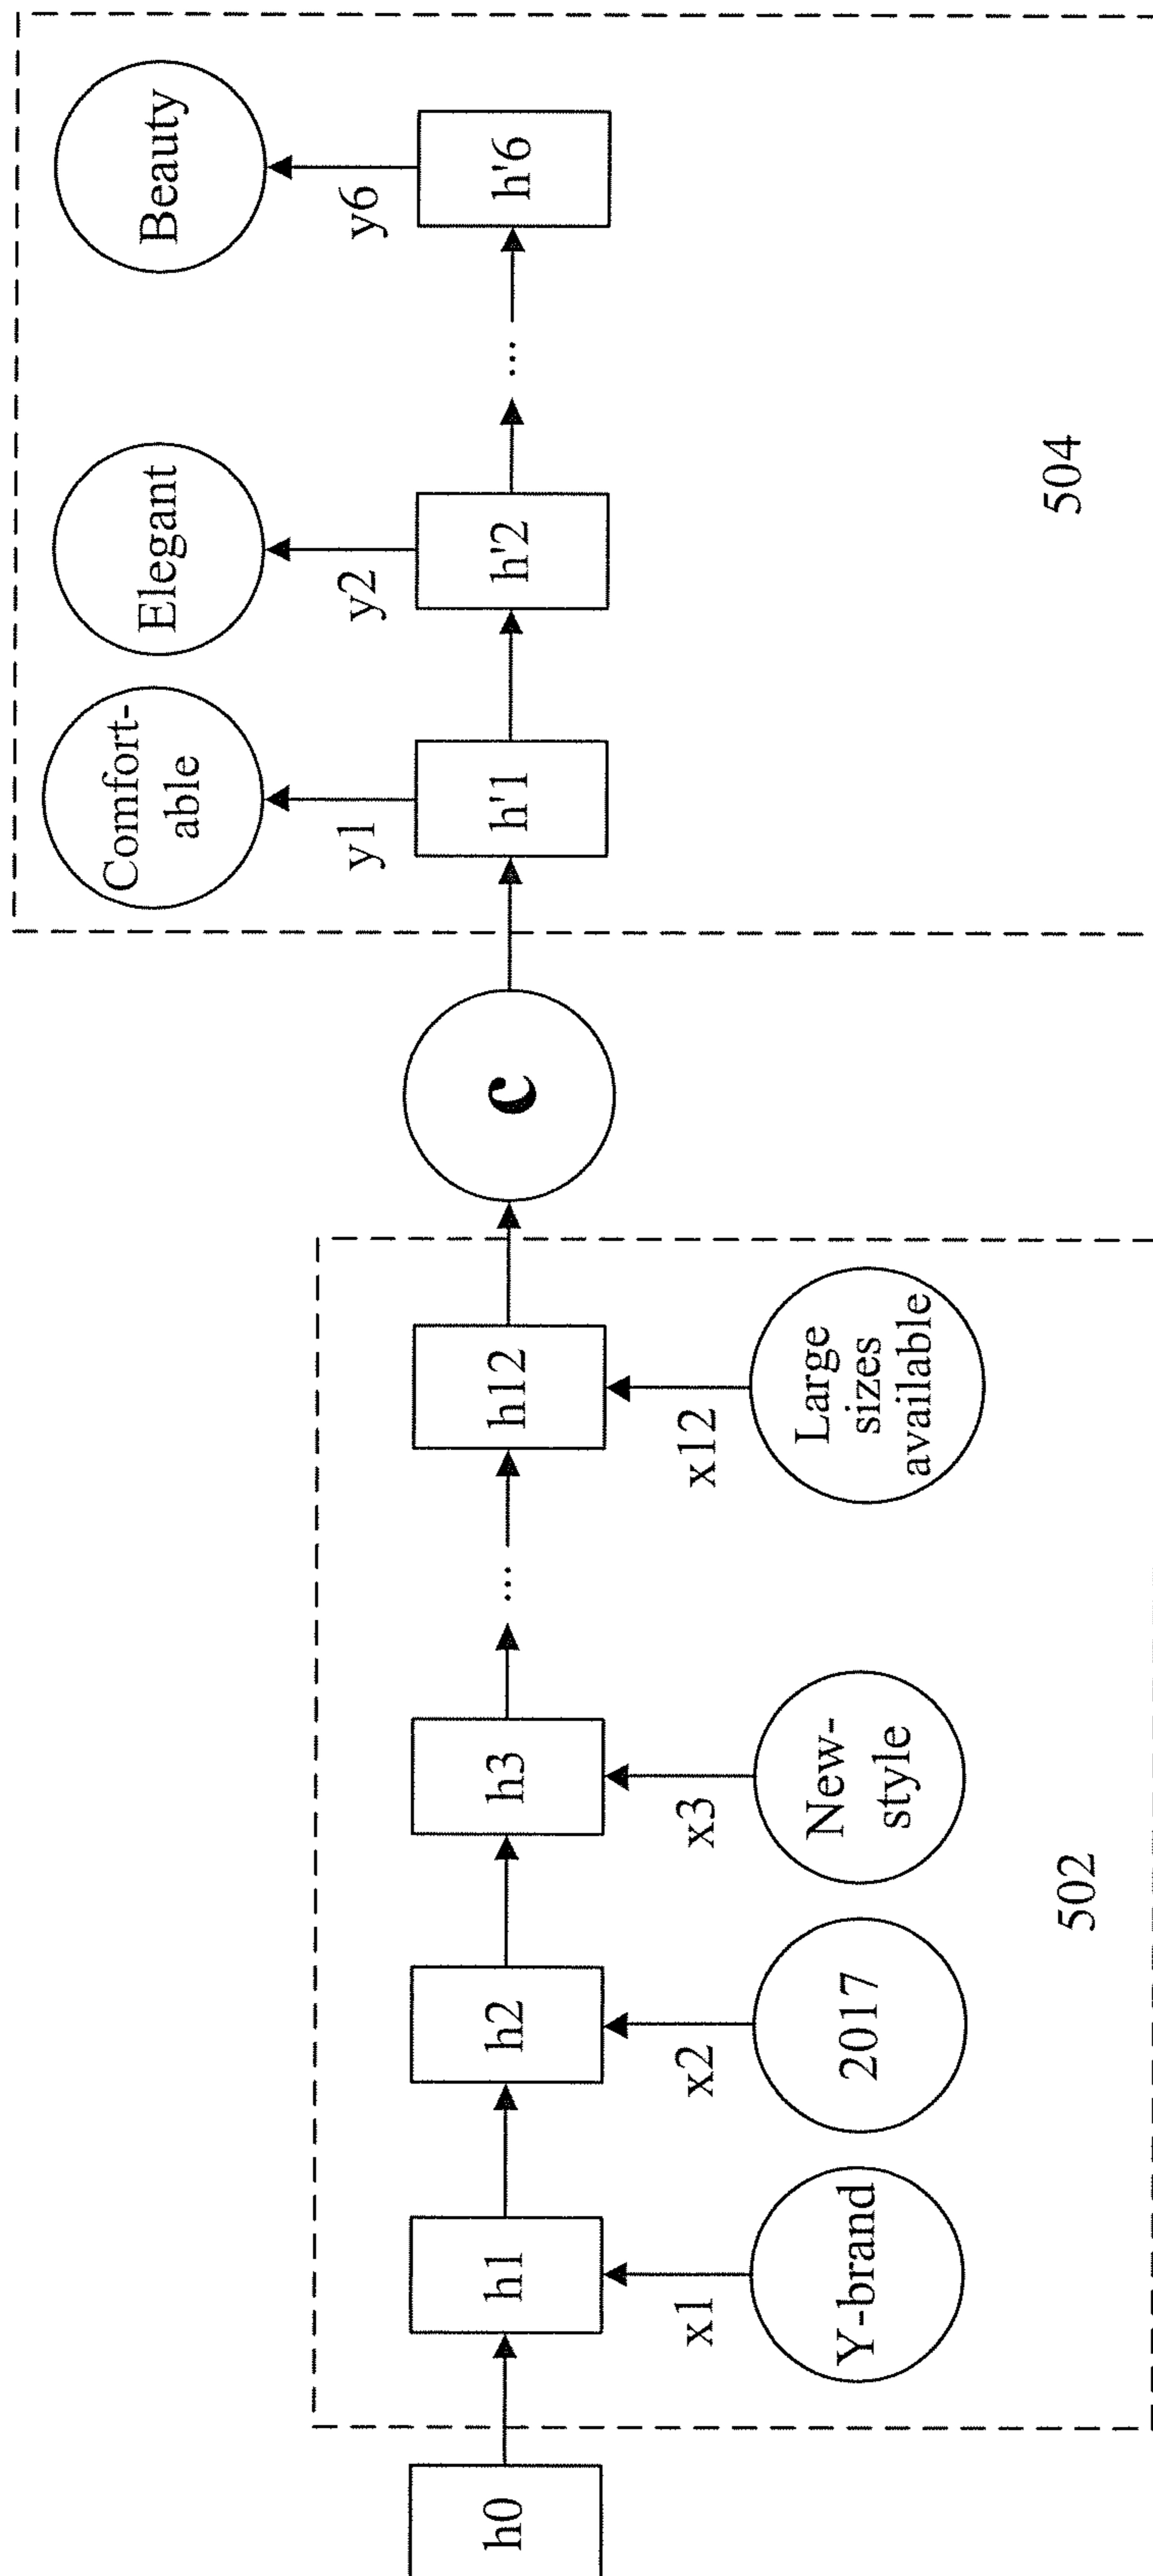 Comfort-
able
Elegant
Beauty
y1
y2
y6
h'1
h'2
...
h'6
504
c
h0
h1
h2
h3
...
h12
x1
x2
x3
x12
Y-brand
2017
New-
style
Large
sizes
available
502